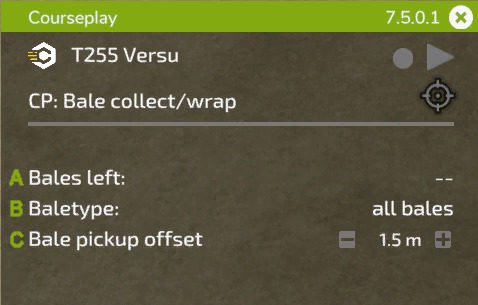 Courseplay 7.5.0.1
T255 Versu
CP: Bale collect/wrap
A Bales left: --
B Baletype: all bales
C Bale pickup offset 1.5 m